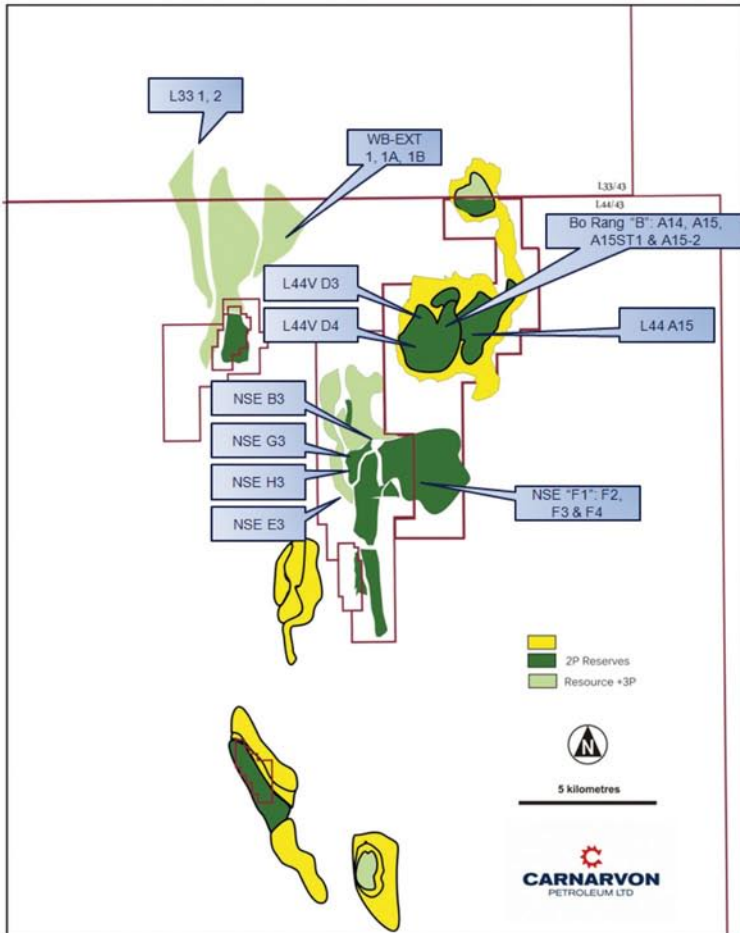 L33 1, 2
WB-EXT
1, 1A, 1B
L33/43
L44/43
Bo Rang "B": A14, A15,
A15ST1 & A15-2
L44V D3
L44V D4
L44 A15
NSE B3
NSE G3
NSE H3
NSE E3
NSE "F1": F2,
F3 & F4
2P Reserves
Resource +3P
N
5 kilometres
CARNARVON
PETROLEUM LTD